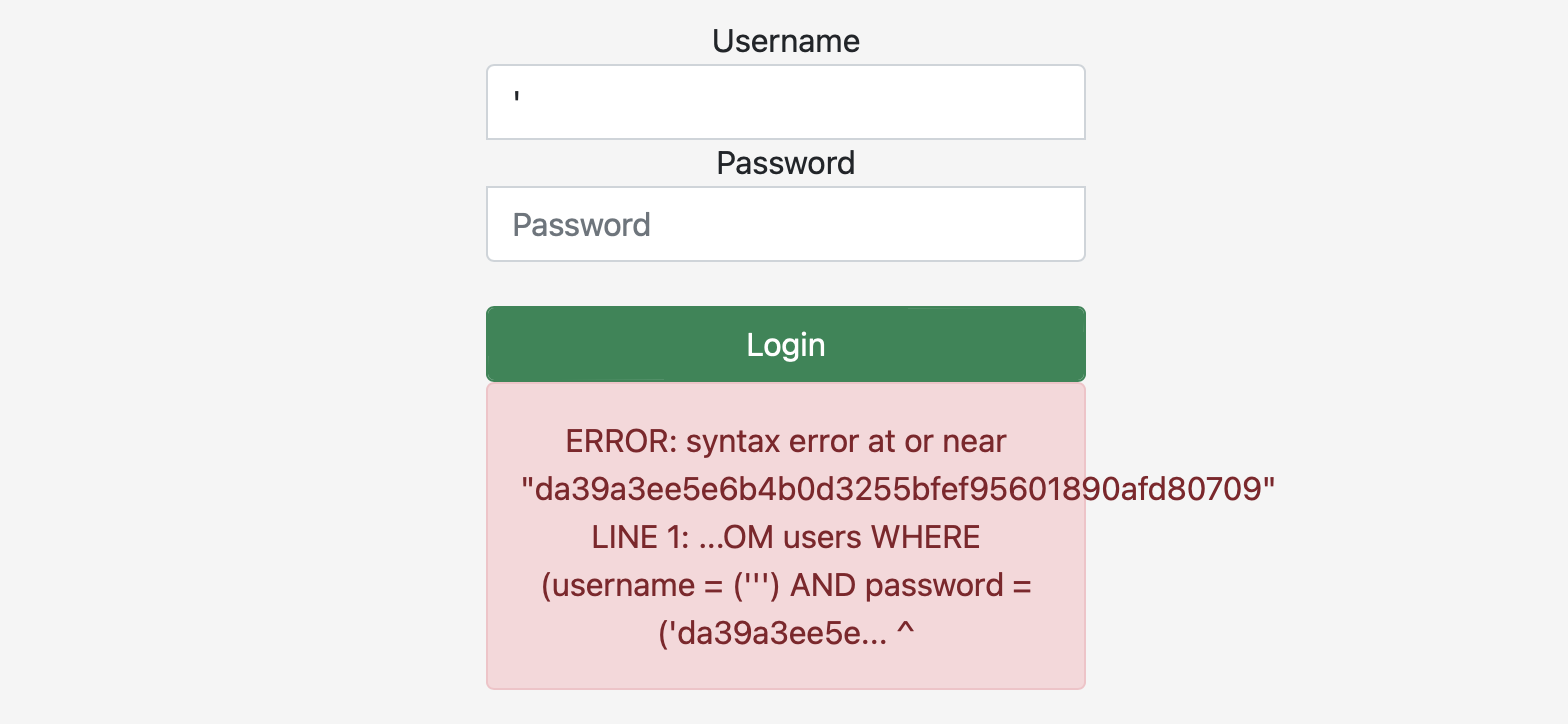 Username
'
Password
Password
Login
ERROR: syntax error at or near
"da39a3ee5e6b4b0d3255bfef95601890afd80709"
LINE 1: ...OM users WHERE
(username = (''') AND password =
('da39a3ee5e... ^